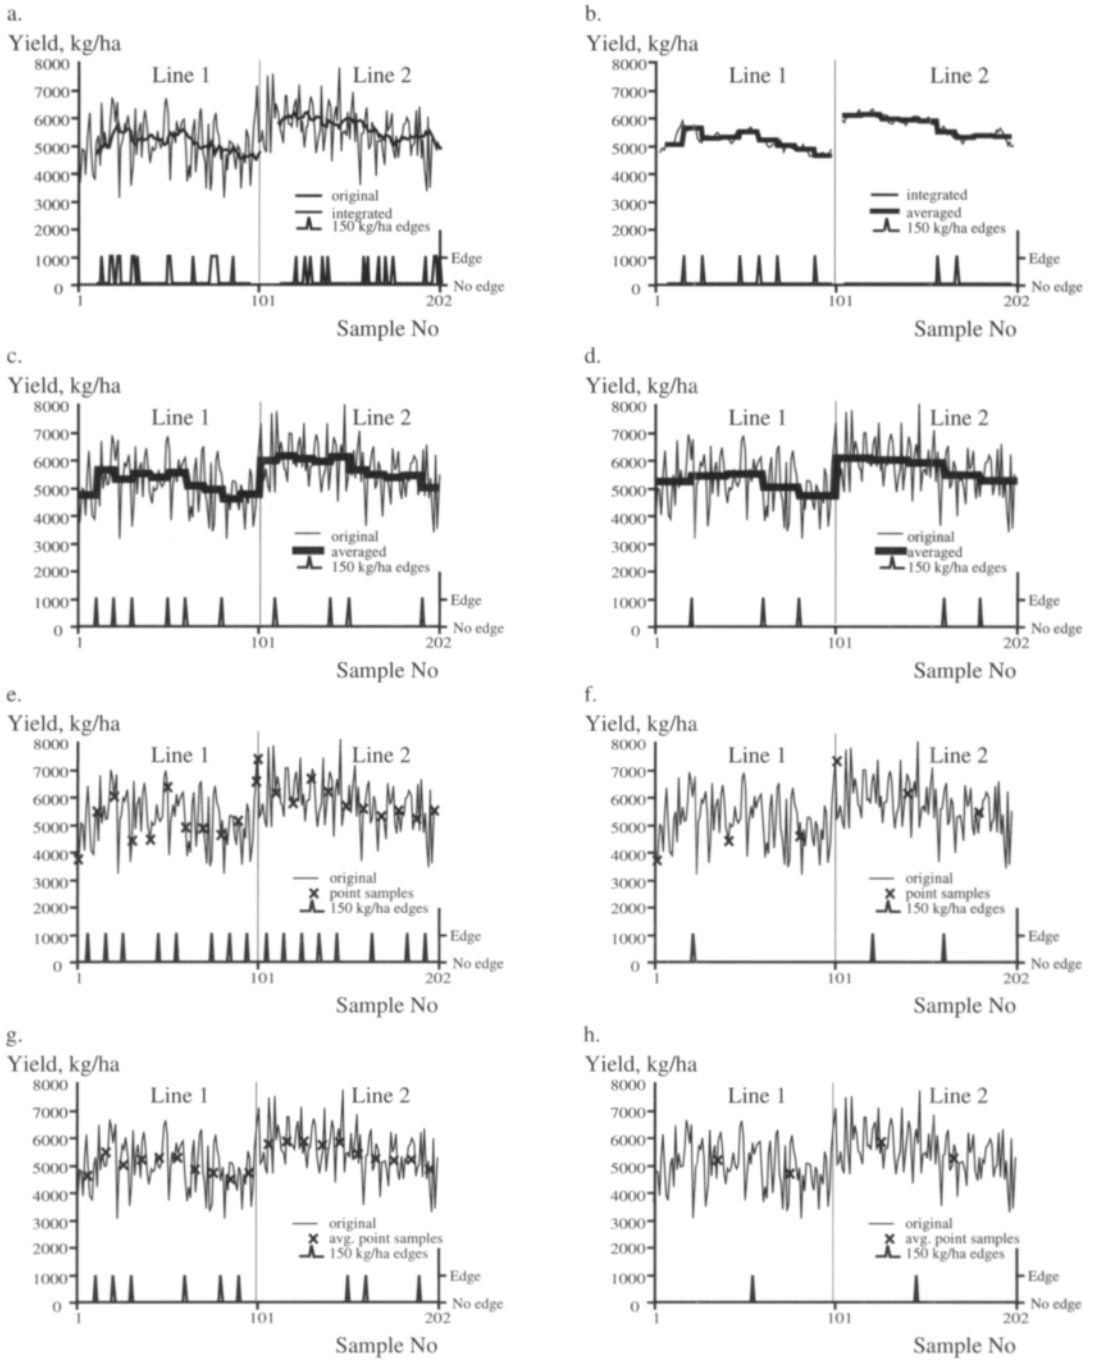 a.
Yield, kg/ha
8000
7000
6000
5000
4000
3000
2000
1000
0
Line 1
Line 2
original
integrated
150 kg/ha edges
Edge
No edge
1
101
202
Sample No
b.
Yield, kg/ha
8000
7000
6000
5000
4000
3000
2000
1000
0
Line 1
Line 2
integrated
averaged
150 kg/ha edges
Edge
No edge
1
101
202
Sample No
c.
Yield, kg/ha
8000
7000
6000
5000
4000
3000
2000
1000
0
Line 1
Line 2
original
averaged
150 kg/ha edges
Edge
No edge
1
101
202
Sample No
d.
Yield, kg/ha
8000
7000
6000
5000
4000
3000
2000
1000
0
Line 1
Line 2
original
averaged
150 kg/ha edges
Edge
No edge
1
101
202
Sample No
e.
Yield, kg/ha
8000
7000
6000
5000
4000
3000
2000
1000
0
Line 1
Line 2
original
point samples
150 kg/ha edges
Edge
No edge
1
101
202
Sample No
f.
Yield, kg/ha
8000
7000
6000
5000
4000
3000
2000
1000
0
Line 1
Line 2
original
point samples
150 kg/ha edges
Edge
No edge
1
101
202
Sample No
g.
Yield, kg/ha
8000
7000
6000
5000
4000
3000
2000
1000
0
Line 1
Line 2
original
avg. point samples
150 kg/ha edges
Edge
No edge
1
101
202
Sample No
h.
Yield, kg/ha
8000
7000
6000
5000
4000
3000
2000
1000
0
Line 1
Line 2
original
avg. point samples
150 kg/ha edges
Edge
No edge
1
101
202
Sample No